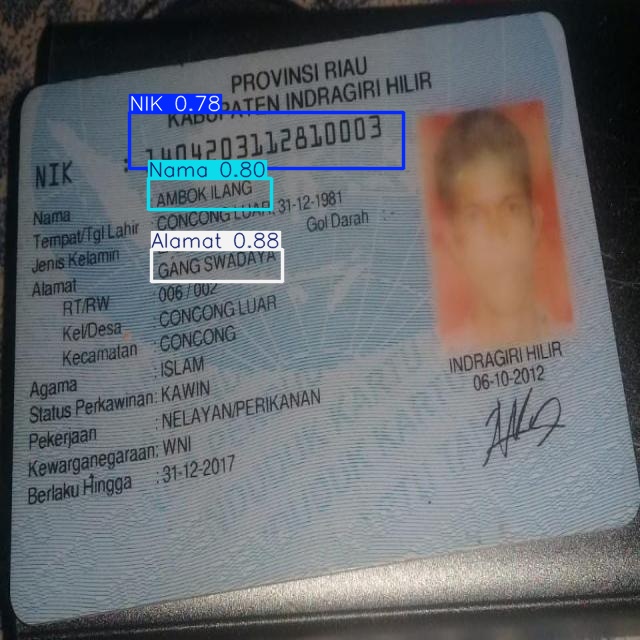 PROVINSI RIAU
KABUPATEN INDRAGIRI HILIR
NIK 0.78
NIK : 1404203112810003
Nama 0.80
Nama : AMBOK ILANG
Tempat/Tgl Lahir : CONCONG LUAR, 31-12-1981
Jenis Kelamin Gol Darah : -
Alamat 0.88
Alamat : GANG SWADAYA
RT/RW : 006 / 002
Kel/Desa : CONCONG LUAR
Kecamatan : CONCONG
Agama : ISLAM
Status Perkawinan : KAWIN
Pekerjaan : NELAYAN/PERIKANAN
Kewarganegaraan : WNI
Berlaku Hingga : 31-12-2017
INDRAGIRI HILIR
06-10-2012